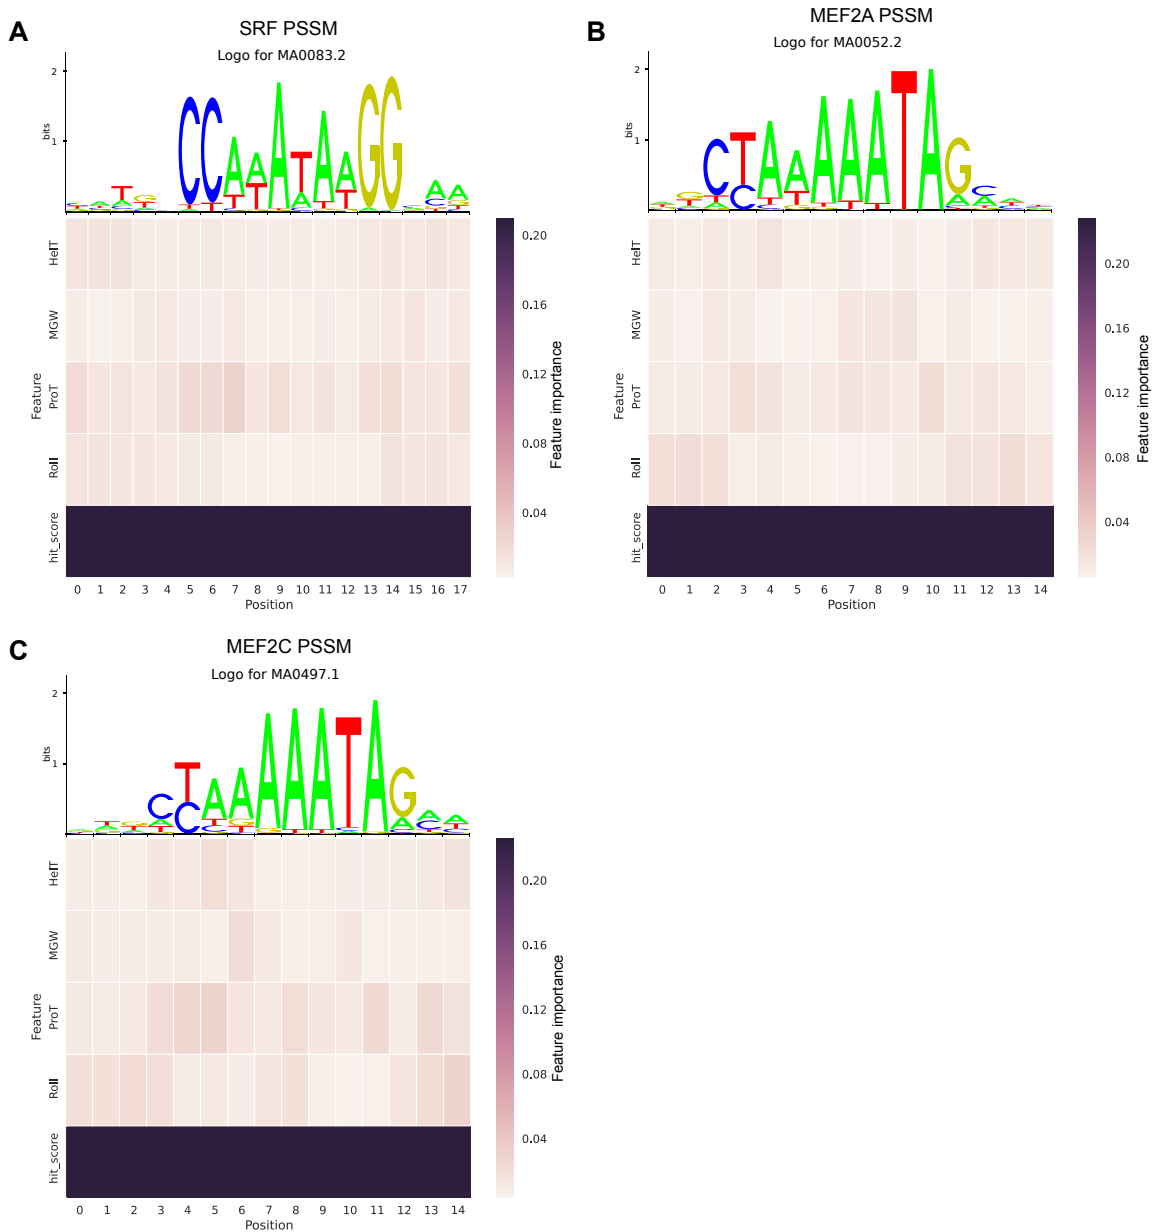 A
SRF PSSM
Logo for MA0083.2
bits
2
1
CCAAATAAGG
Feature
HelT
MGW
ProT
Roll
hit_score
0 1 2 3 4 5 6 7 8 9 10 11 12 13 14 15 16 17
Position
0.20
0.16
0.12
0.08
0.04
Feature importance
B
MEF2A PSSM
Logo for MA0052.2
bits
2
1
CTAAAAATAG
Feature
HelT
MGW
ProT
Roll
hit_score
0 1 2 3 4 5 6 7 8 9 10 11 12 13 14
Position
0.20
0.16
0.12
0.08
0.04
Feature importance
C
MEF2C PSSM
Logo for MA0497.1
bits
2
1
CTAAAAATAG
Feature
HelT
MGW
ProT
Roll
hit_score
0 1 2 3 4 5 6 7 8 9 10 11 12 13 14
Position
0.20
0.16
0.12
0.08
0.04
Feature importance